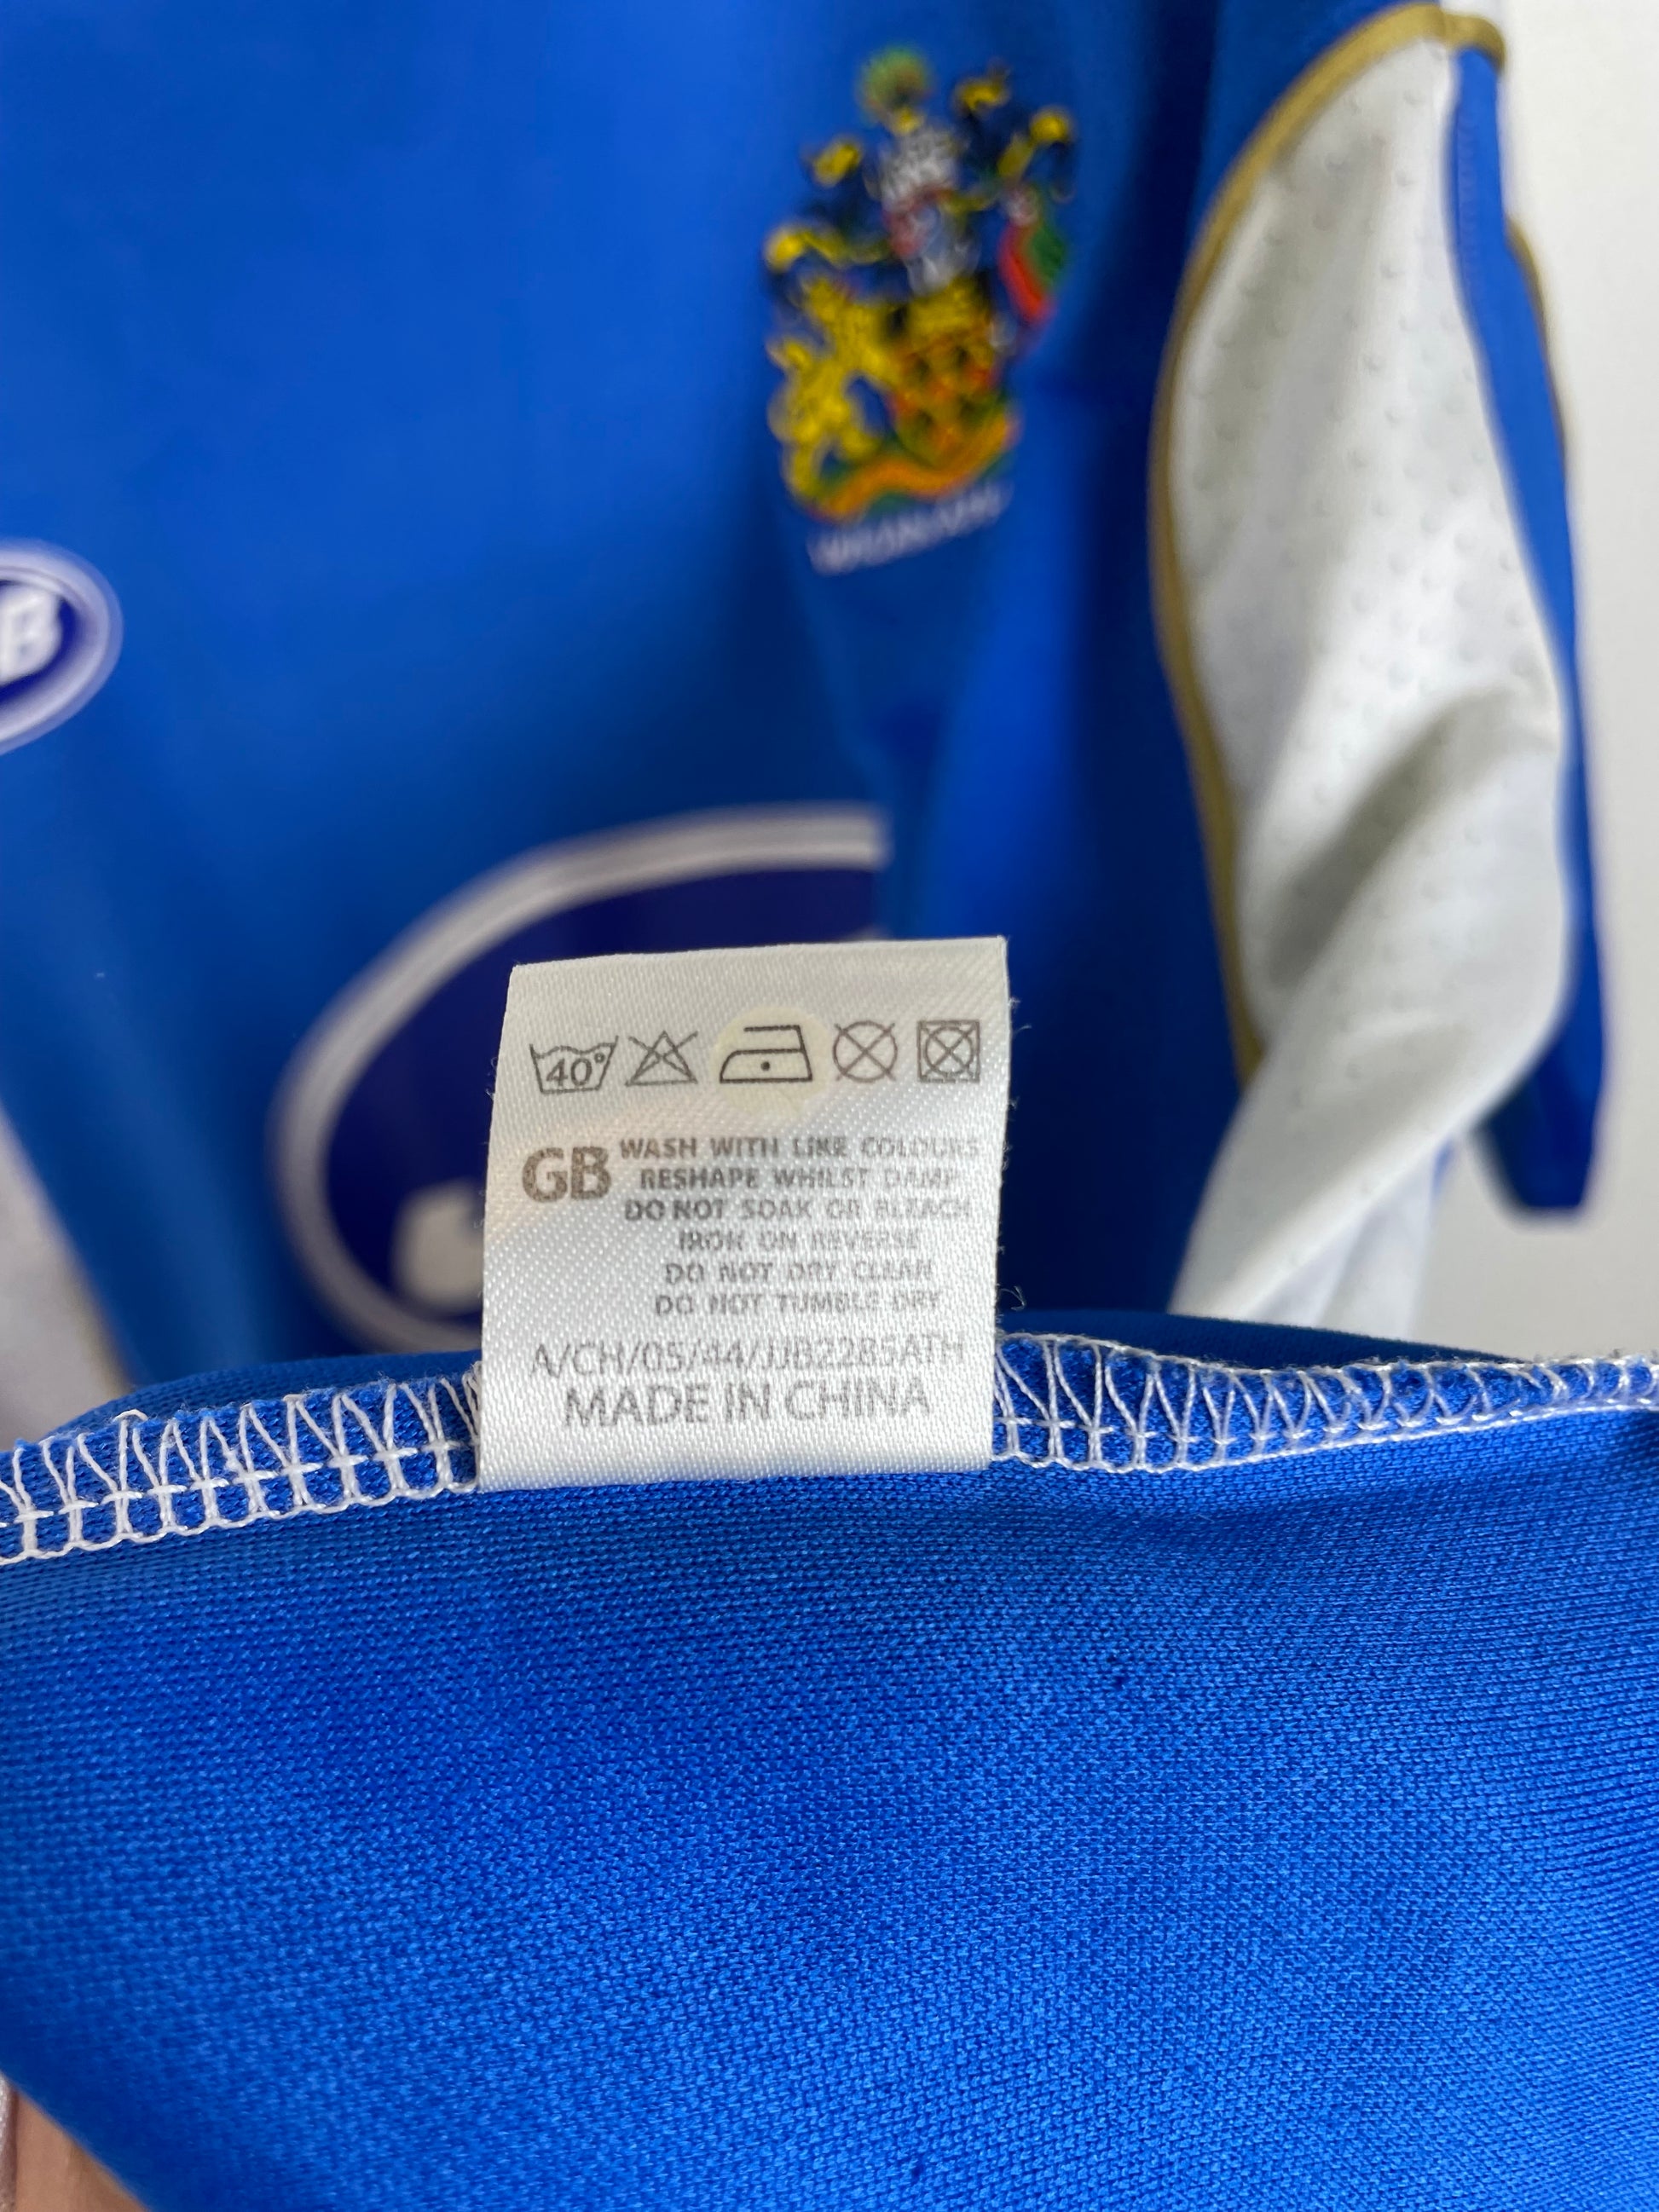 B
40°
GB WASH WITH LIKE COLOURS
RESHAPE WHILST DAMP
DO NOT SOAK OR BLEACH
IRON ON REVERSE
DO NOT DRY CLEAN
DO NOT TUMBLE DRY
A/CH/05/44/JJB2285ATH
MADE IN CHINA